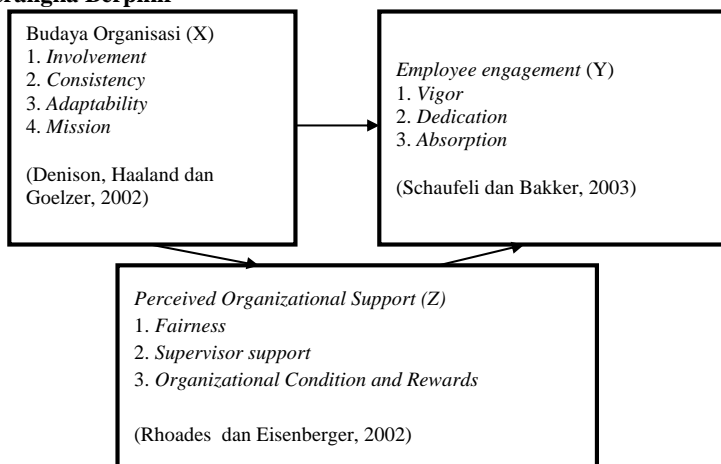 Budaya Organisasi (X)
1. Involvement
2. Consistency
3. Adaptability
4. Mission
(Denison, Haaland dan
Goelzer, 2002)
Employee engagement (Y)
1. Vigor
2. Dedication
3. Absorption
(Schaufeli dan Bakker, 2003)
Perceived Organizational Support (Z)
1. Fairness
2. Supervisor support
3. Organizational Condition and Rewards
(Rhoades dan Eisenberger, 2002)